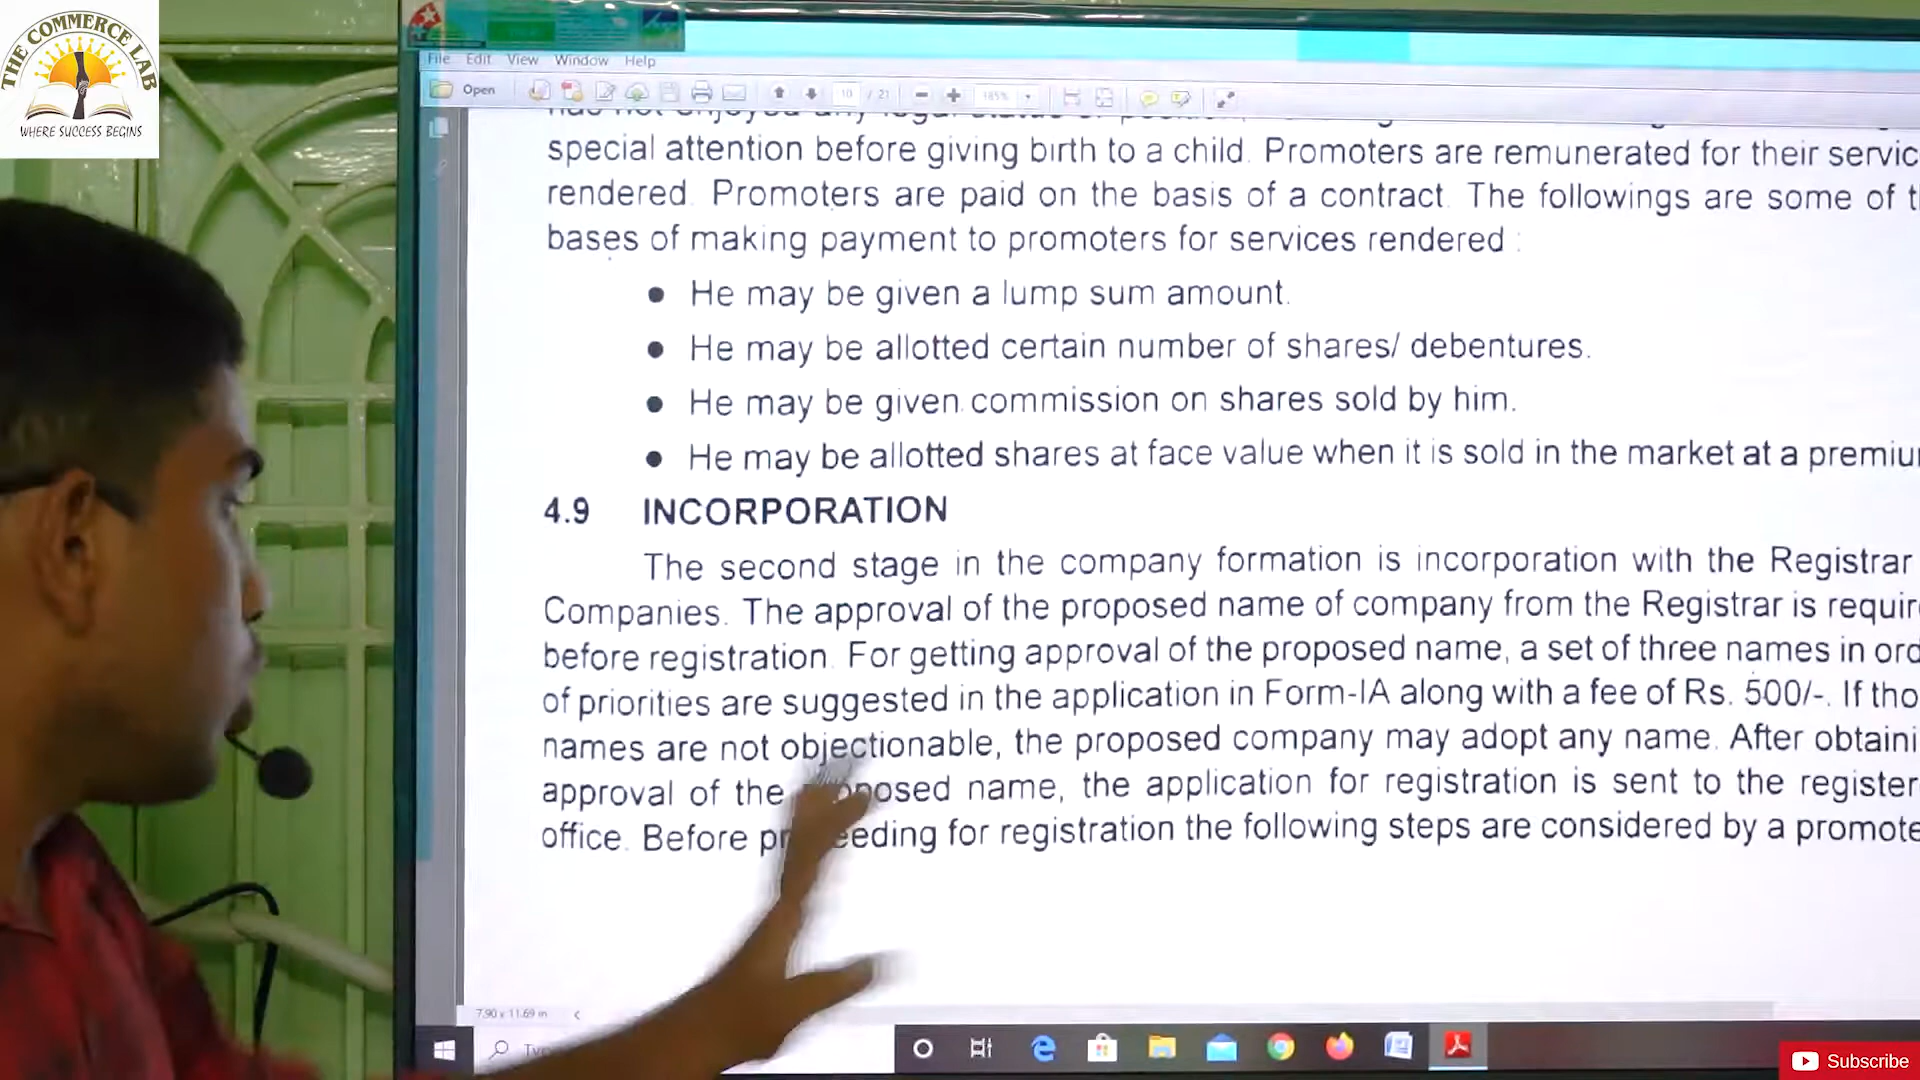 THE COMMERCE LAB
WHERE SUCCESS BEGINS
File Edit View Window Help
Open 10 / 21 185%
special attention before giving birth to a child. Promoters are remunerated for their servic
rendered. Promoters are paid on the basis of a contract. The followings are some of t
bases of making payment to promoters for services rendered :
● He may be given a lump sum amount.
● He may be allotted certain number of shares/ debentures.
● He may be given commission on shares sold by him.
● He may be allotted shares at face value when it is sold in the market at a premiu
4.9 INCORPORATION
The second stage in the company formation is incorporation with the Registrar
Companies. The approval of the proposed name of company from the Registrar is requir
before registration. For getting approval of the proposed name, a set of three names in ord
of priorities are suggested in the application in Form-IA along with a fee of Rs. 500/-. If tho
names are not objectionable, the proposed company may adopt any name. After obtaini
approval of the posed name, the application for registration is sent to the register
office. Before p eeding for registration the following steps are considered by a promote
7.90 x 11.69 in
Subscribe